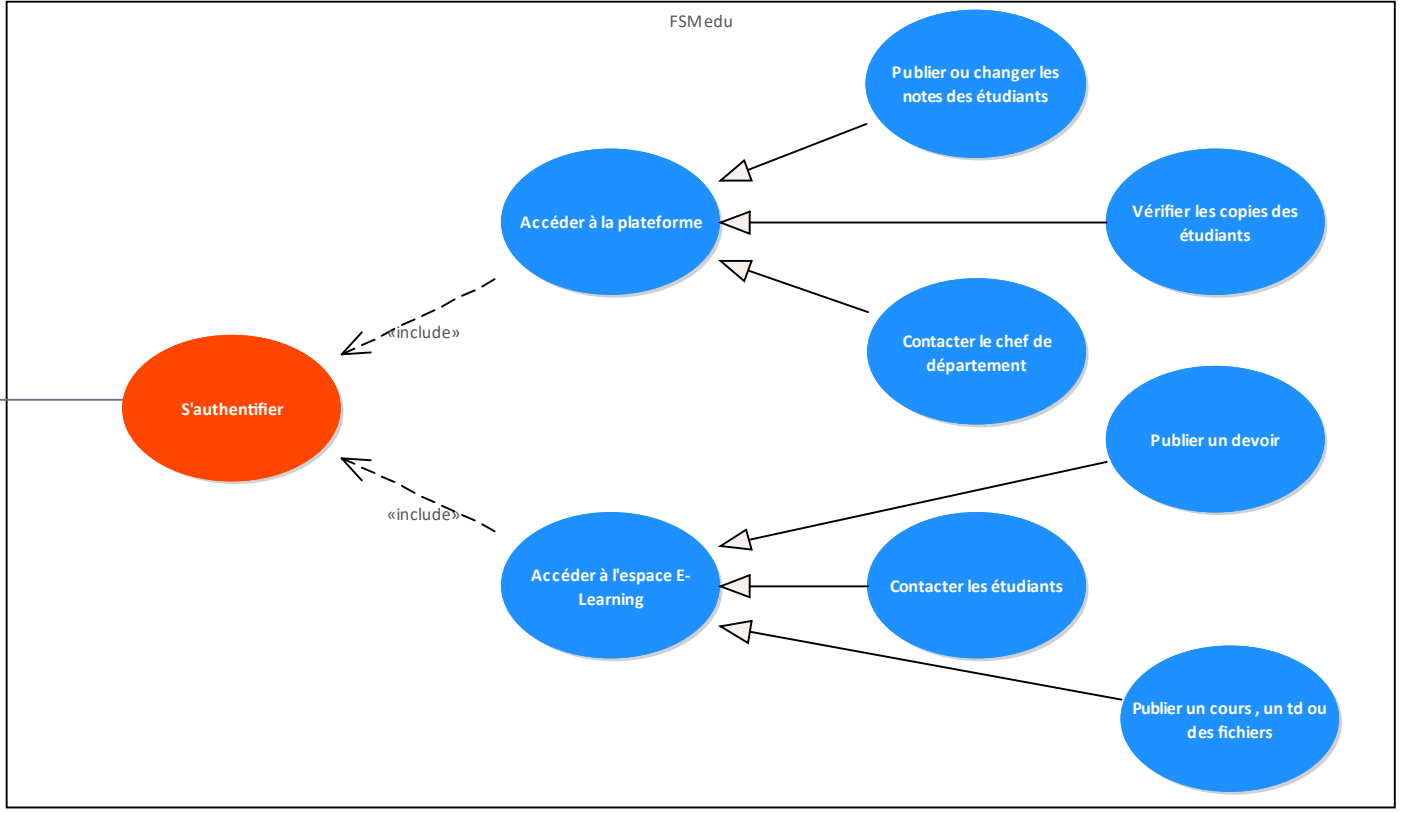 FSMedu
Publier ou changer les
notes des étudiants
Accéder à la plateforme
Vérifier les copies des
étudiants
«include»
Contacter le chef de
département
S'authentifier
Publier un devoir
«include»
Accéder à l'espace E-
Learning
Contacter les étudiants
Publier un cours , un td ou
des fichiers